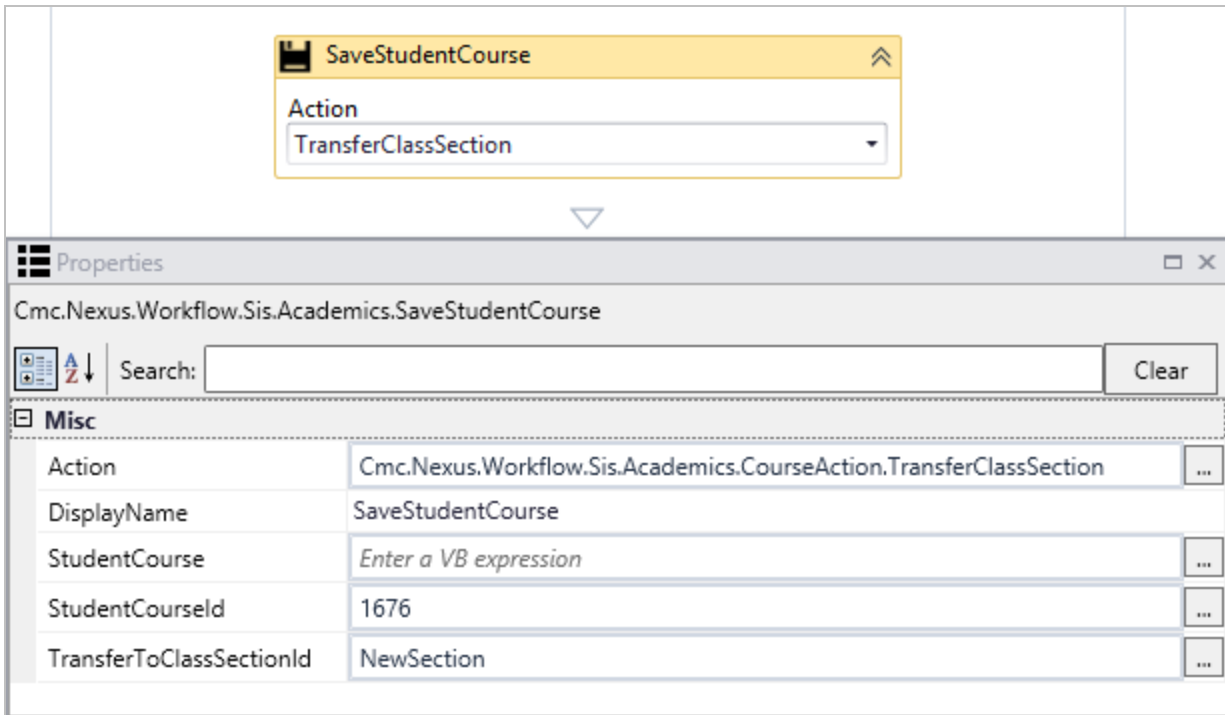 SaveStudentCourse
Action
TransferClassSection
Properties
Cmc.Nexus.Workflow.Sis.Academics.SaveStudentCourse
A Z Search: Clear
Misc
Action Cmc.Nexus.Workflow.Sis.Academics.CourseAction.TransferClassSection ...
DisplayName SaveStudentCourse
StudentCourse Enter a VB expression ...
StudentCourseId 1676 ...
TransferToClassSectionId NewSection ...